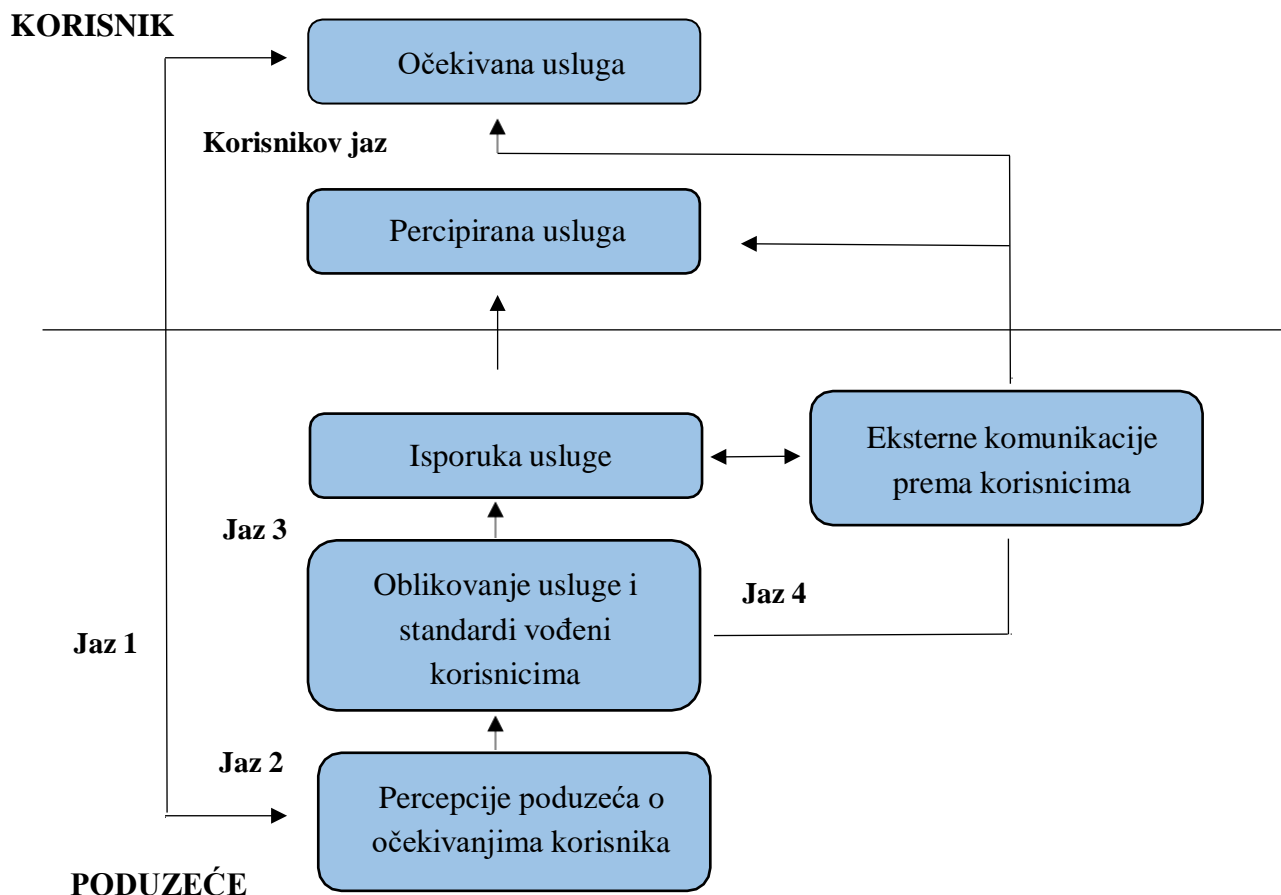 KORISNIK
Očekivana usluga
Korisnikov jaz
Percipirana usluga
Isporuka usluge
Eksterne komunikacije
prema korisnicima
Jaz 3
Oblikovanje usluge i
standardi vođeni
korisnicima
Jaz 4
Jaz 1
Jaz 2
Percepcije poduzeća o
očekivanjima korisnika
PODUZEĆE